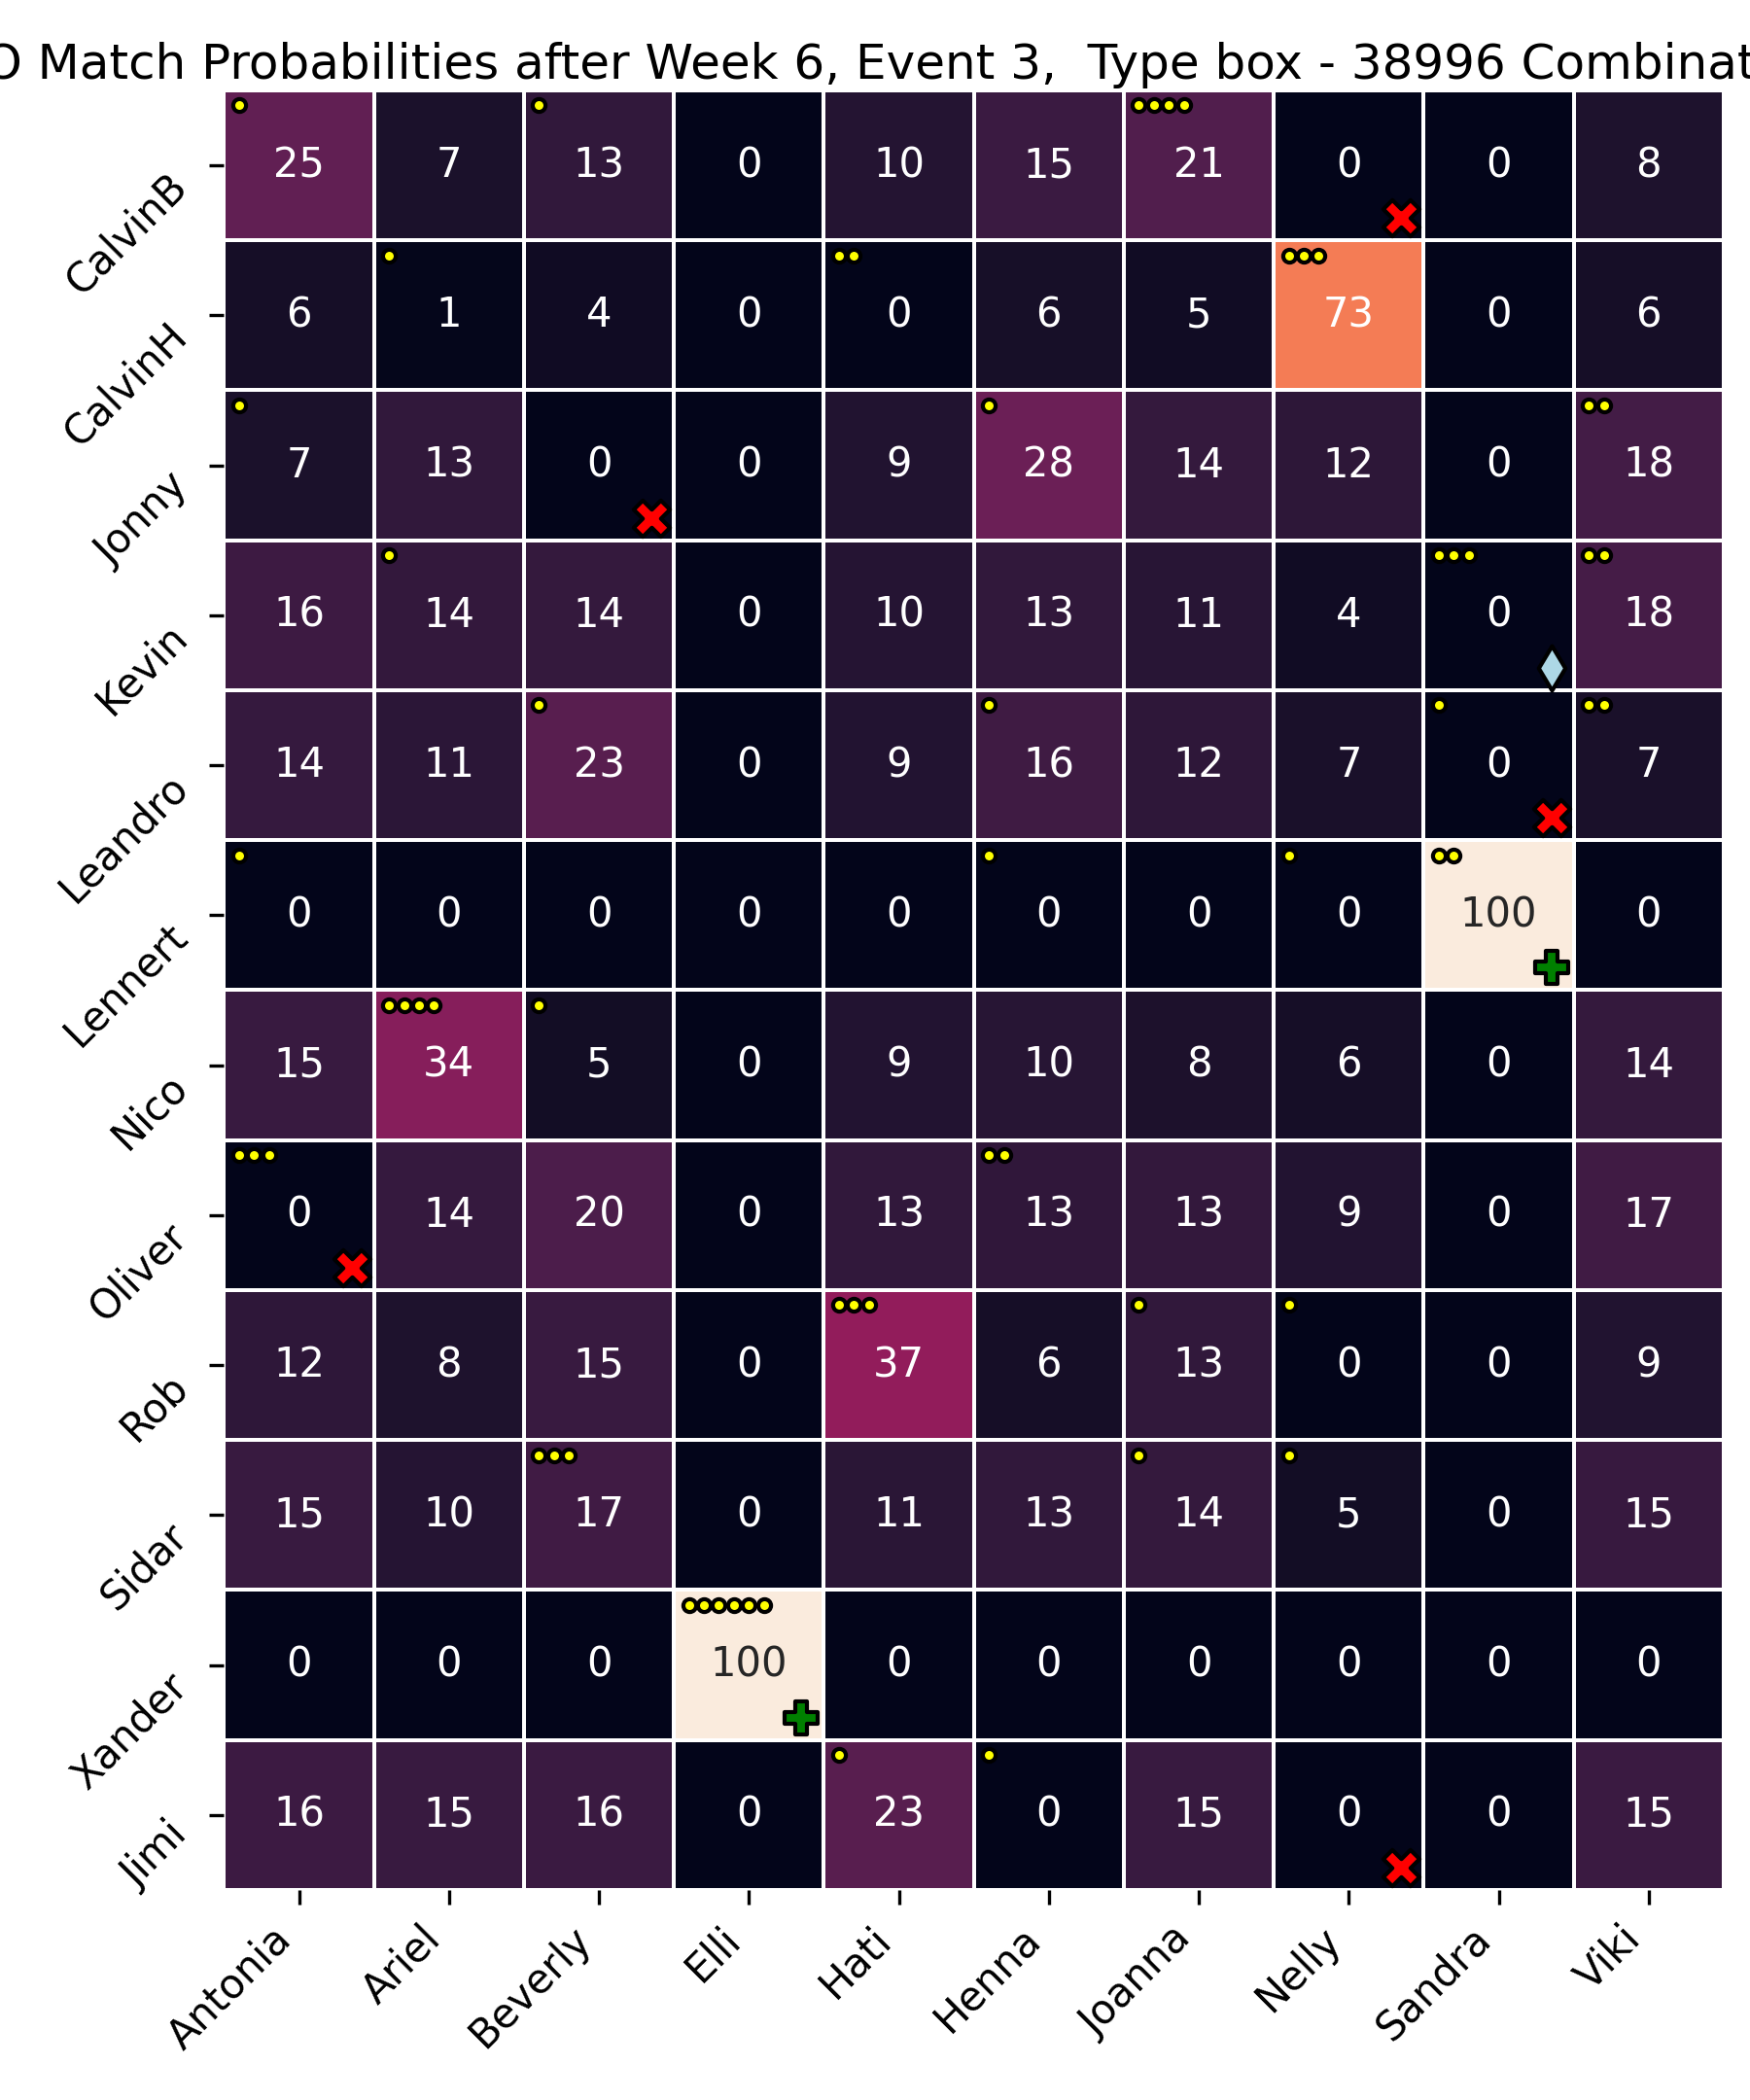 O Match Probabilities after Week 6, Event 3, Type box - 38996 Combinat
CalvinB 25 7 13 0 10 15 21 0 0 8
CalvinH 6 1 4 0 0 6 5 73 0 6
Jonny 7 13 0 0 9 28 14 12 0 18
Kevin 16 14 14 0 10 13 11 4 0 18
Leandro 14 11 23 0 9 16 12 7 0 7
Lennert 0 0 0 0 0 0 0 0 100 0
Nico 15 34 5 0 9 10 8 6 0 14
Oliver 0 14 20 0 13 13 13 9 0 17
Rob 12 8 15 0 37 6 13 0 0 9
Sidar 15 10 17 0 11 13 14 5 0 15
Xander 0 0 0 100 0 0 0 0 0 0
Jimi 16 15 16 0 23 0 15 0 0 15
Antonia Ariel Beverly Elli Hati Henna Joanna Nelly Sandra Viki